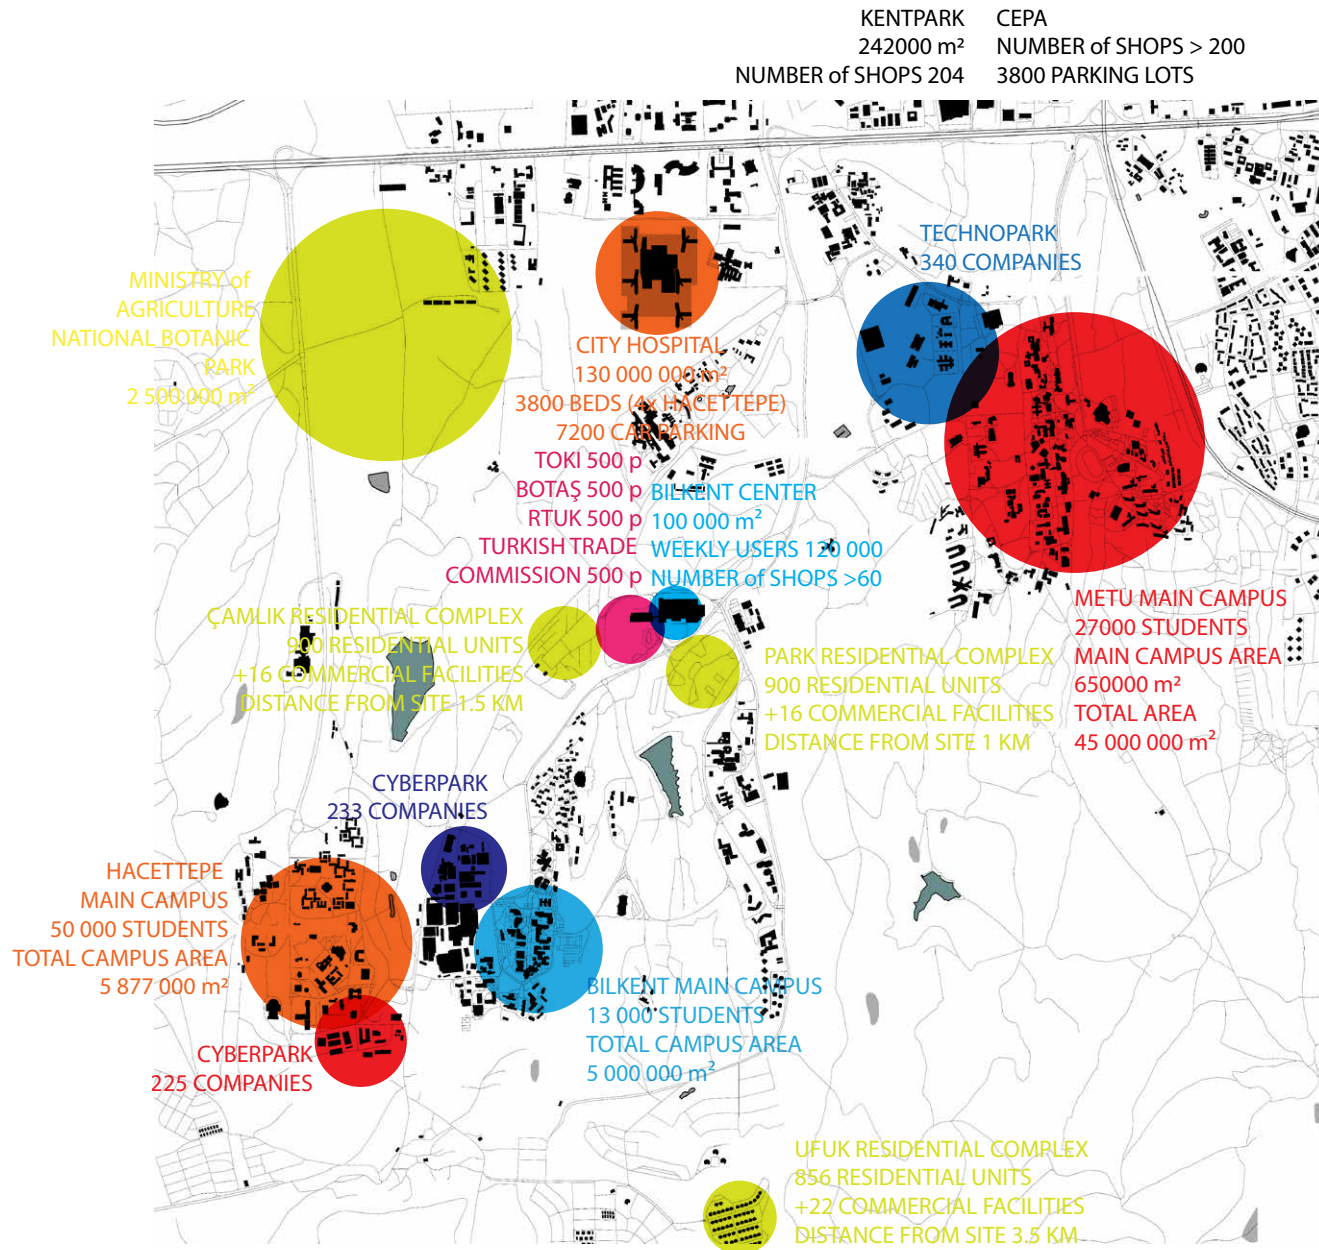 KENTPARK
242000 m²
NUMBER of SHOPS 204
CEPA
NUMBER of SHOPS > 200
3800 PARKING LOTS
TECHNOPARK
340 COMPANIES
MINISTRY of
AGRICULTURE
NATIONAL BOTANIC
PARK
2 500 000 m²
CITY HOSPITAL
130 000 000 m²
3800 BEDS (4x HACETTEPE)
7200 CAR PARKING
TOKI 500 p
BOTAŞ 500 p
RTUK 500 p
TURKISH TRADE
COMMISSION 500 p
BILKENT CENTER
100 000 m²
WEEKLY USERS 120 000
NUMBER of SHOPS >60
METU MAIN CAMPUS
27000 STUDENTS
MAIN CAMPUS AREA
650000 m²
TOTAL AREA
45 000 000 m²
ÇAMLIK RESIDENTIAL COMPLEX
900 RESIDENTIAL UNITS
+16 COMMERCIAL FACILITIES
DISTANCE FROM SITE 1.5 KM
PARK RESIDENTIAL COMPLEX
900 RESIDENTIAL UNITS
+16 COMMERCIAL FACILITIES
DISTANCE FROM SITE 1 KM
CYBERPARK
233 COMPANIES
HACETTEPE
MAIN CAMPUS
50 000 STUDENTS
TOTAL CAMPUS AREA
5 877 000 m²
BILKENT MAIN CAMPUS
13 000 STUDENTS
TOTAL CAMPUS AREA
5 000 000 m²
CYBERPARK
225 COMPANIES
UFUK RESIDENTIAL COMPLEX
856 RESIDENTIAL UNITS
+22 COMMERCIAL FACILITIES
DISTANCE FROM SITE 3.5 KM